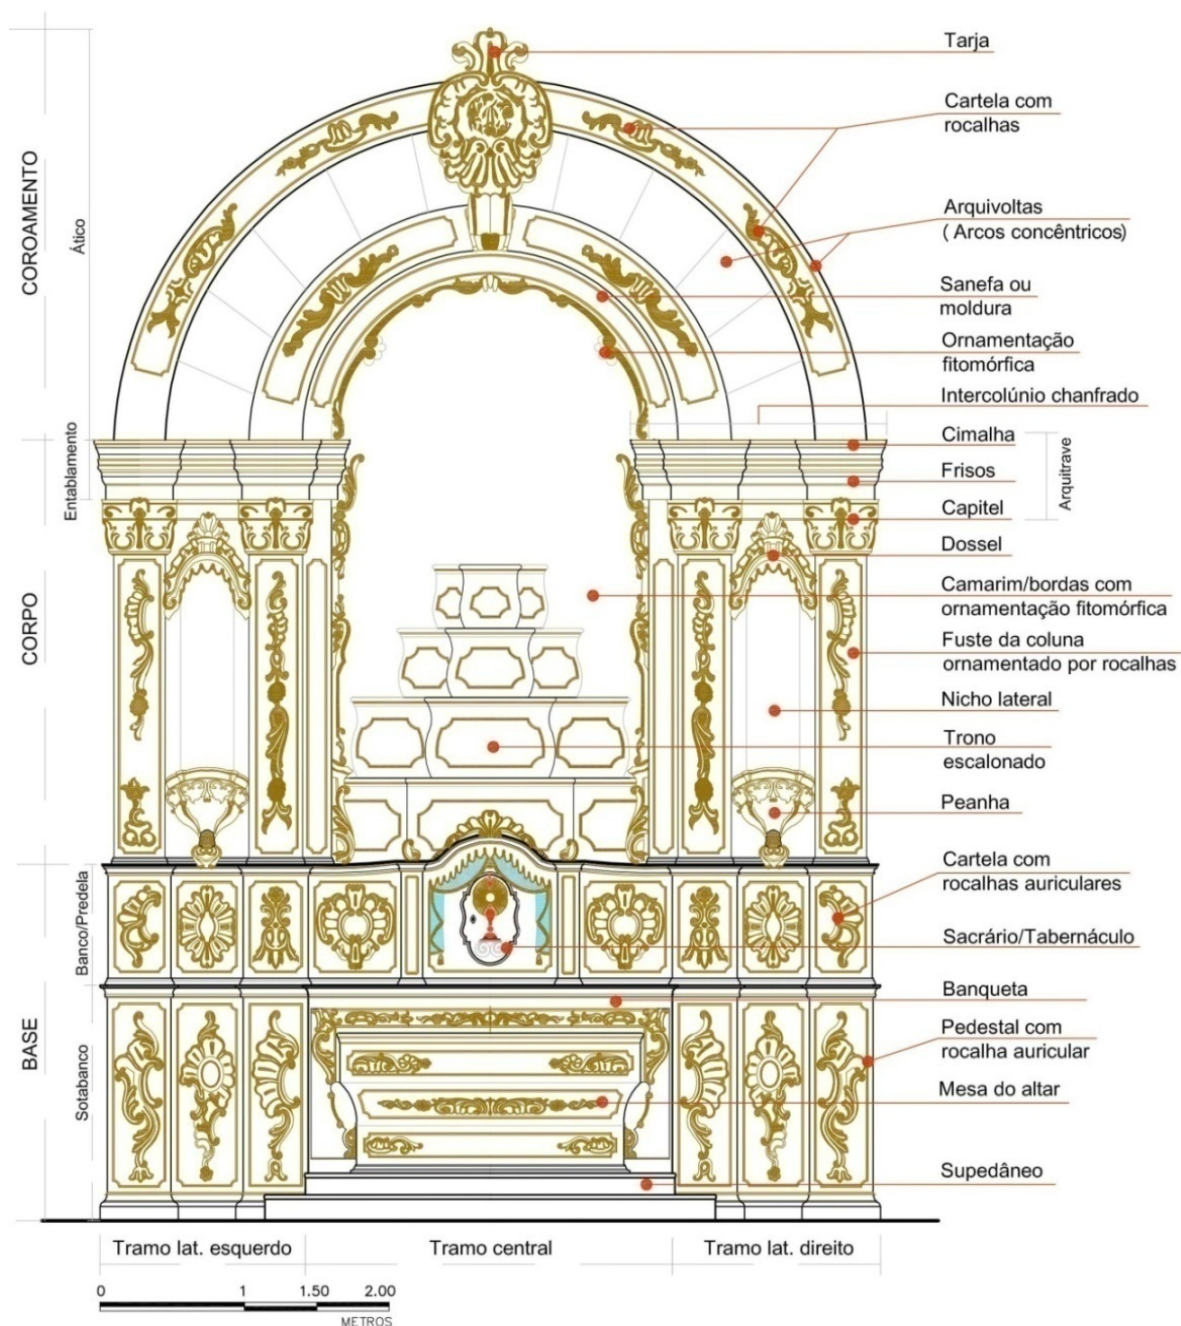 Tarja
Cartela com
rocalhas
Arquivoltas
( Arcos concêntricos)
Sanefa ou
moldura
Ornamentação
fitomórfica
Intercolúnio chanfrado
Cimalha
Frisos
Capitel
Arquitrave
Dossel
Camarim/bordas com
ornamentação fitomórfica
Fuste da coluna
ornamentado por rocalhas
Nicho lateral
Trono
escalonado
Peanha
Cartela com
rocalhas auriculares
Sacrário/Tabernáculo
Banqueta
Pedestal com
rocalha auricular
Mesa do altar
Supedâneo
COROAMENTO
Ático
Entablamento
CORPO
Banco/Predela
BASE
Sotabanco
Tramo lat. esquerdo
Tramo central
Tramo lat. direito
0 1 1.50 2.00
METROS